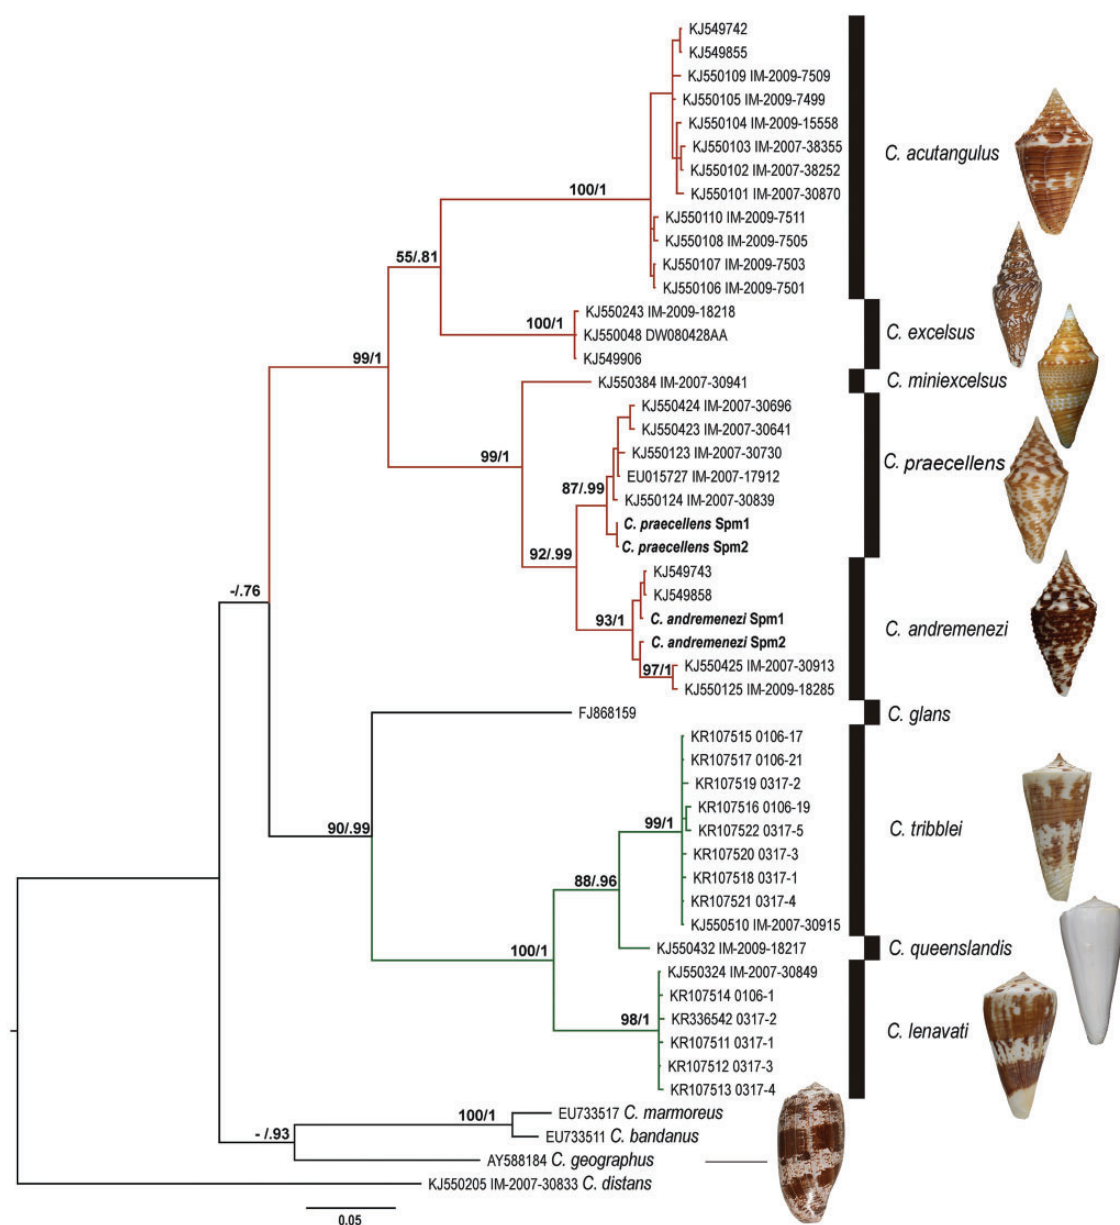 KJ549742
KJ549855
KJ550109 IM-2009-7509
KJ550105 IM-2009-7499
KJ550104 IM-2009-15558
KJ550103 IM-2007-38355
KJ550102 IM-2007-38252
KJ550101 IM-2007-30870
C. acutangulus
100/1
KJ550110 IM-2009-7511
KJ550108 IM-2009-7505
KJ550107 IM-2009-7503
KJ550106 IM-2009-7501
55/.81
KJ550243 IM-2009-18218
KJ550048 DW080428AA
KJ549906
100/1
C. excelsus
99/1
KJ550384 IM-2007-30941
C. miniexcelsus
KJ550424 IM-2007-30696
KJ550423 IM-2007-30641
KJ550123 IM-2007-30730
EU015727 IM-2007-17912
KJ550124 IM-2007-30839
C. praecellens Spm1
C. praecellens Spm2
99/1
87/.99
C. praecellens
92/.99
KJ549743
KJ549858
C. andremenezi Spm1
C. andremenezi Spm2
KJ550425 IM-2007-30913
KJ550125 IM-2009-18285
93/1
97/1
C. andremenezi
-/.76
FJ868159
C. glans
KR107515 0106-17
KR107517 0106-21
KR107519 0317-2
KR107516 0106-19
KR107522 0317-5
KR107520 0317-3
KR107518 0317-1
KR107521 0317-4
KJ550510 IM-2007-30915
90/.99
99/1
C. tribblei
88/.96
KJ550432 IM-2009-18217
C. queenslandis
100/1
KJ550324 IM-2007-30849
KR107514 0106-1
KR336542 0317-2
KR107511 0317-1
KR107512 0317-3
KR107513 0317-4
98/1
C. lenavati
100/1
EU733517 C. marmoreus
EU733511 C. bandanus
- /.93
AY588184 C. geographus
KJ550205 IM-2007-30833 C. distans
0.05